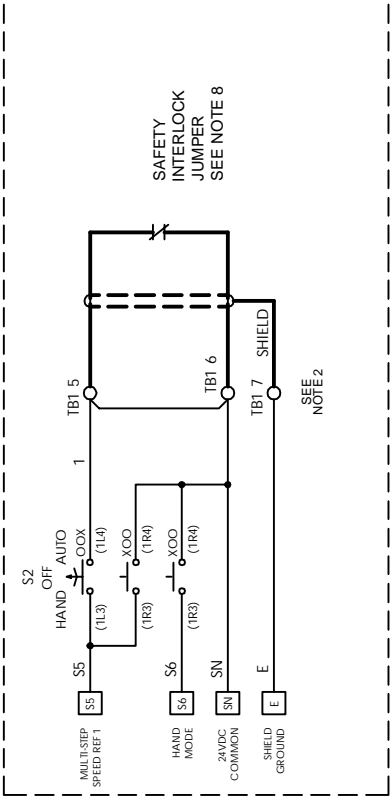 S2
OFF
HAND
AUTO
OOX
(1L3)
(1L4)
XOO
(1R3)
(1R4)
XOO
(1R3)
(1R4)
MULTI-STEP
SPEED REF 1
S5
S5
1
TB1 5
HAND
MODE
S6
S6
24VDC
COMMON
SN
SN
TB1 6
SHIELD
GROUND
E
E
TB1 7
SHIELD
SEE
NOTE 2
SAFETY
INTERLOCK
JUMPER
SEE NOTE 8